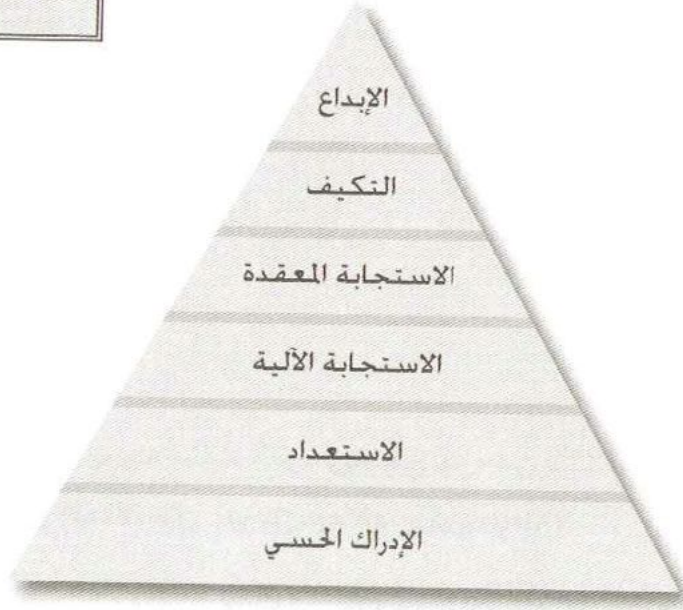 الإبداع
التكيف
الاستجابة المعقدة
الاستجابة الآلية
الاستعداد
الإدراك الحسي